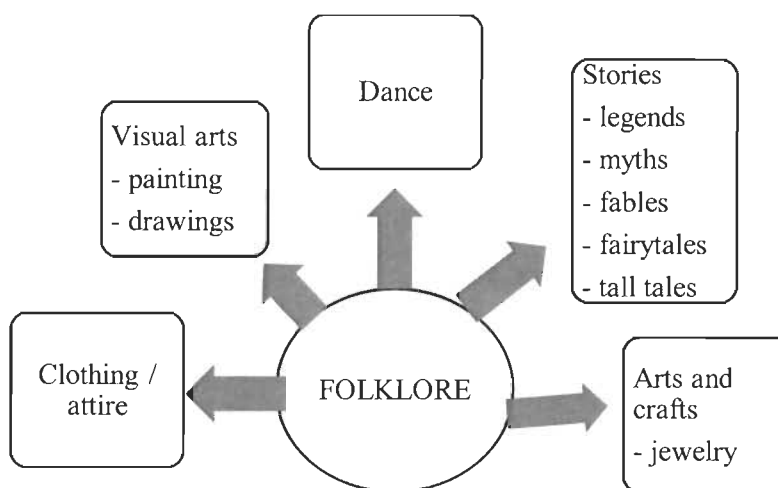 Dance
Stories
- legends
- myths
- fables
- fairytales
- tall tales
Visual arts
- painting
- drawings
Clothing /
attire
FOLKLORE
Arts and
crafts
- jewelry